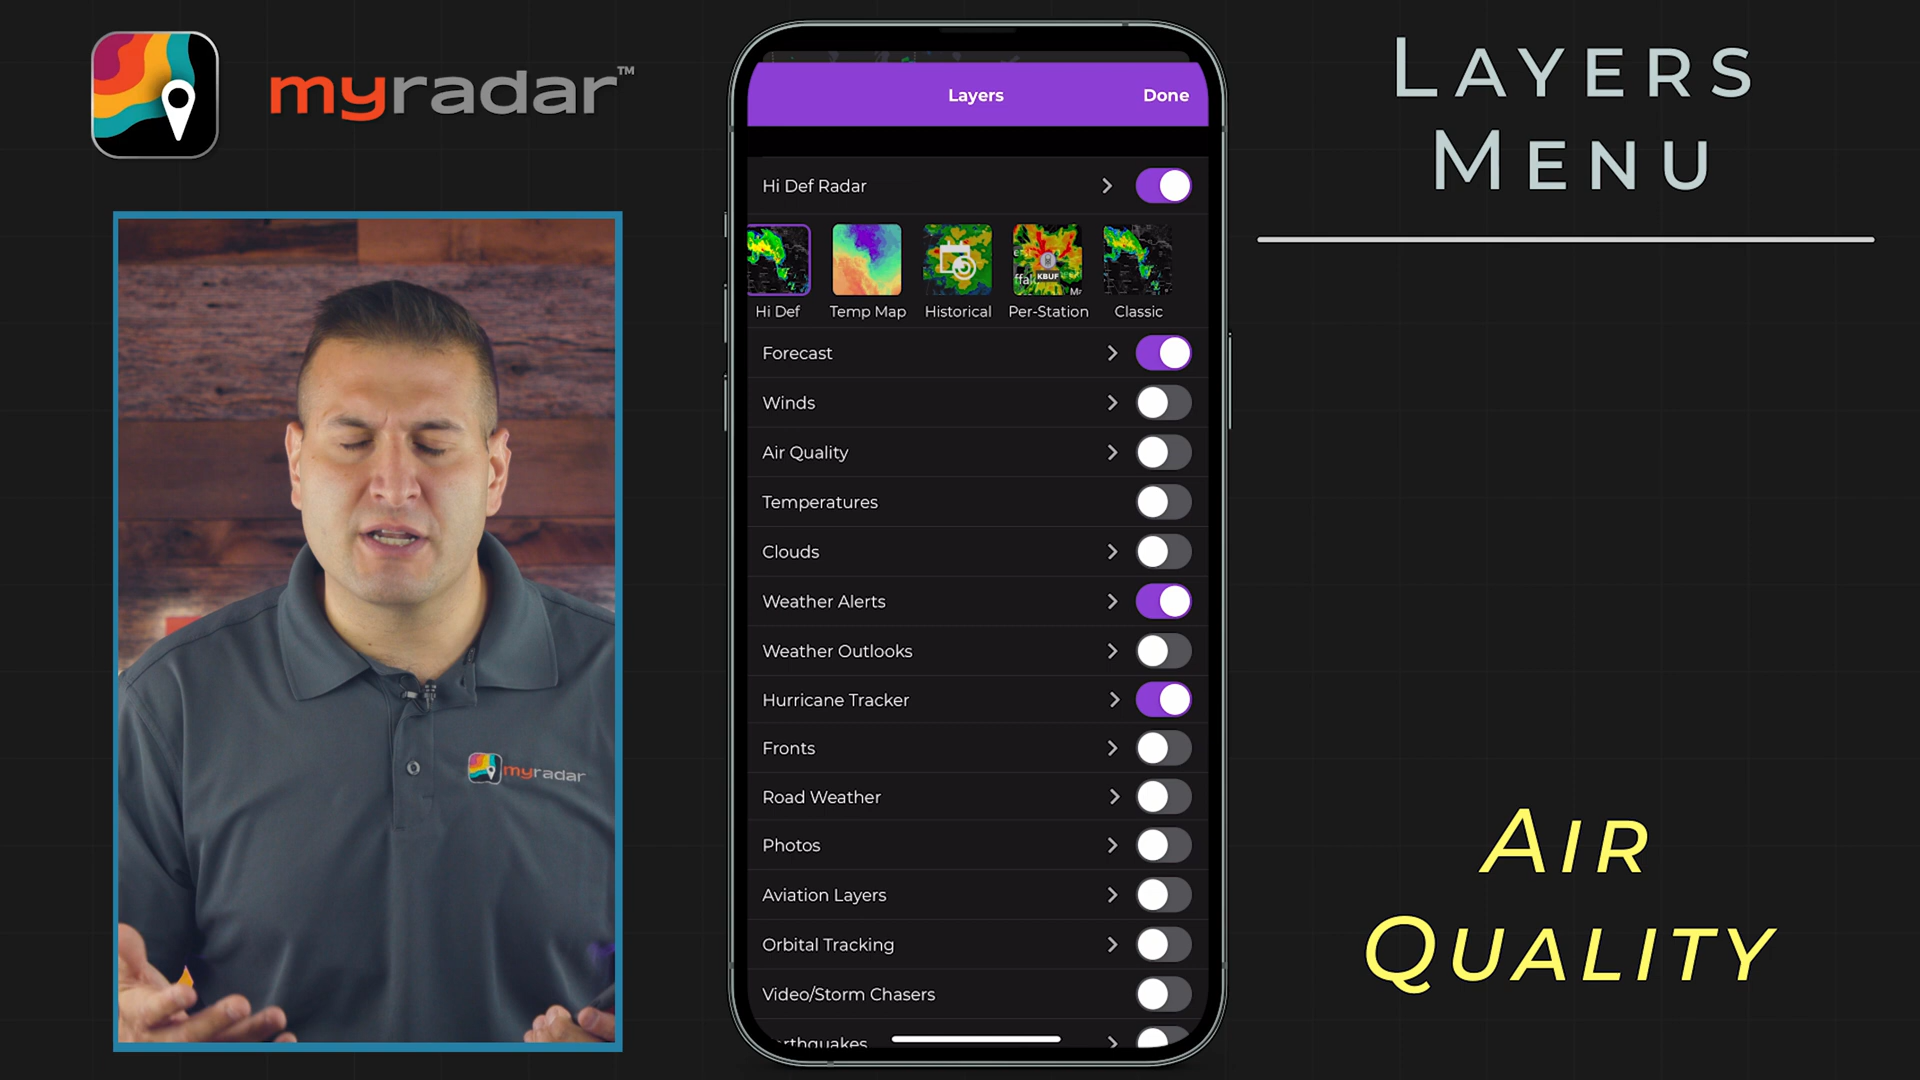 myradar™
Layers
Menu
Layers
Done
Hi Def Radar
Hi Def
Temp Map
Historical
Per-Station
Classic
KBUF
Forecast
Winds
Air Quality
Temperatures
Clouds
Weather Alerts
Weather Outlooks
Hurricane Tracker
Fronts
Road Weather
Photos
Aviation Layers
Orbital Tracking
Video/Storm Chasers
myradar
Air
Quality